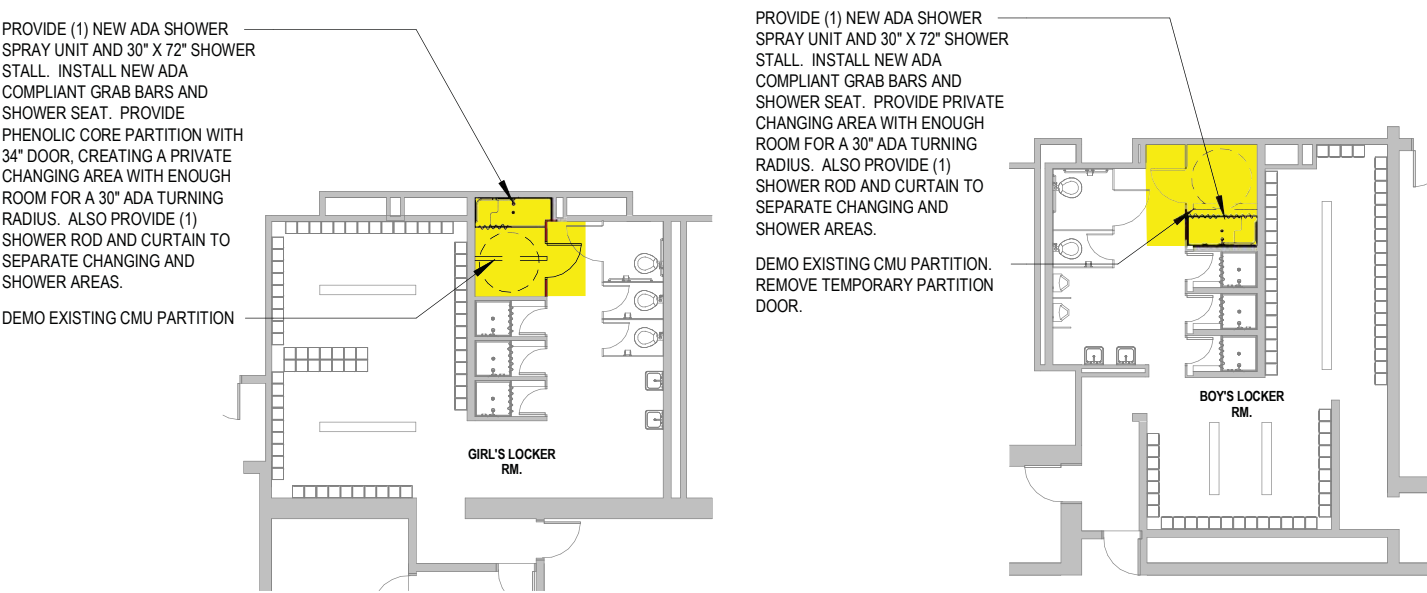 PROVIDE (1) NEW ADA SHOWER
SPRAY UNIT AND 30" X 72" SHOWER
STALL.  INSTALL NEW ADA
COMPLIANT GRAB BARS AND
SHOWER SEAT.  PROVIDE
PHENOLIC CORE PARTITION WITH
34" DOOR, CREATING A PRIVATE
CHANGING AREA WITH ENOUGH
ROOM FOR A 30" ADA TURNING
RADIUS.  ALSO PROVIDE (1)
SHOWER ROD AND CURTAIN TO
SEPARATE CHANGING AND
SHOWER AREAS.
DEMO EXISTING CMU PARTITION
GIRL'S LOCKER
RM.
PROVIDE (1) NEW ADA SHOWER
SPRAY UNIT AND 30" X 72" SHOWER
STALL.  INSTALL NEW ADA
COMPLIANT GRAB BARS AND
SHOWER SEAT.  PROVIDE PRIVATE
CHANGING AREA WITH ENOUGH
ROOM FOR A 30" ADA TURNING
RADIUS.  ALSO PROVIDE (1)
SHOWER ROD AND CURTAIN TO
SEPARATE CHANGING AND
SHOWER AREAS.
DEMO EXISTING CMU PARTITION.
REMOVE TEMPORARY PARTITION
DOOR.
BOY'S LOCKER
RM.